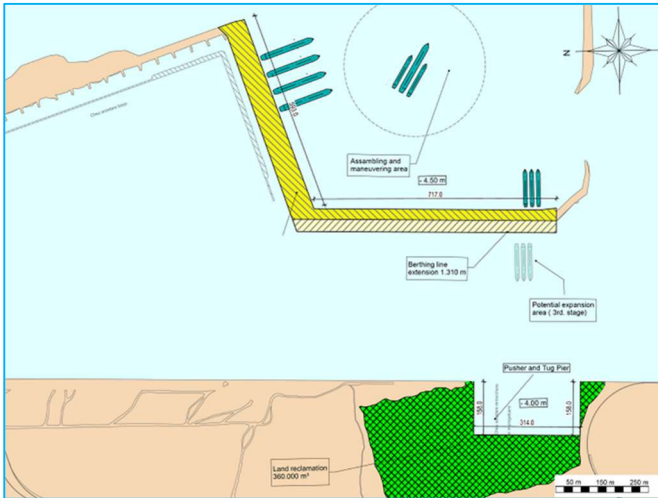 N
Assembling and
maneuvering area
- 4.50 m
717.0
Berthing line
extension 1.310 m
Potential expansion
area ( 3rd. stage)
Pusher and Tug Pier
158.0
- 4.00 m
158.0
314.0
Land reclamation
360.000 m³
50 m 150 m 250 m